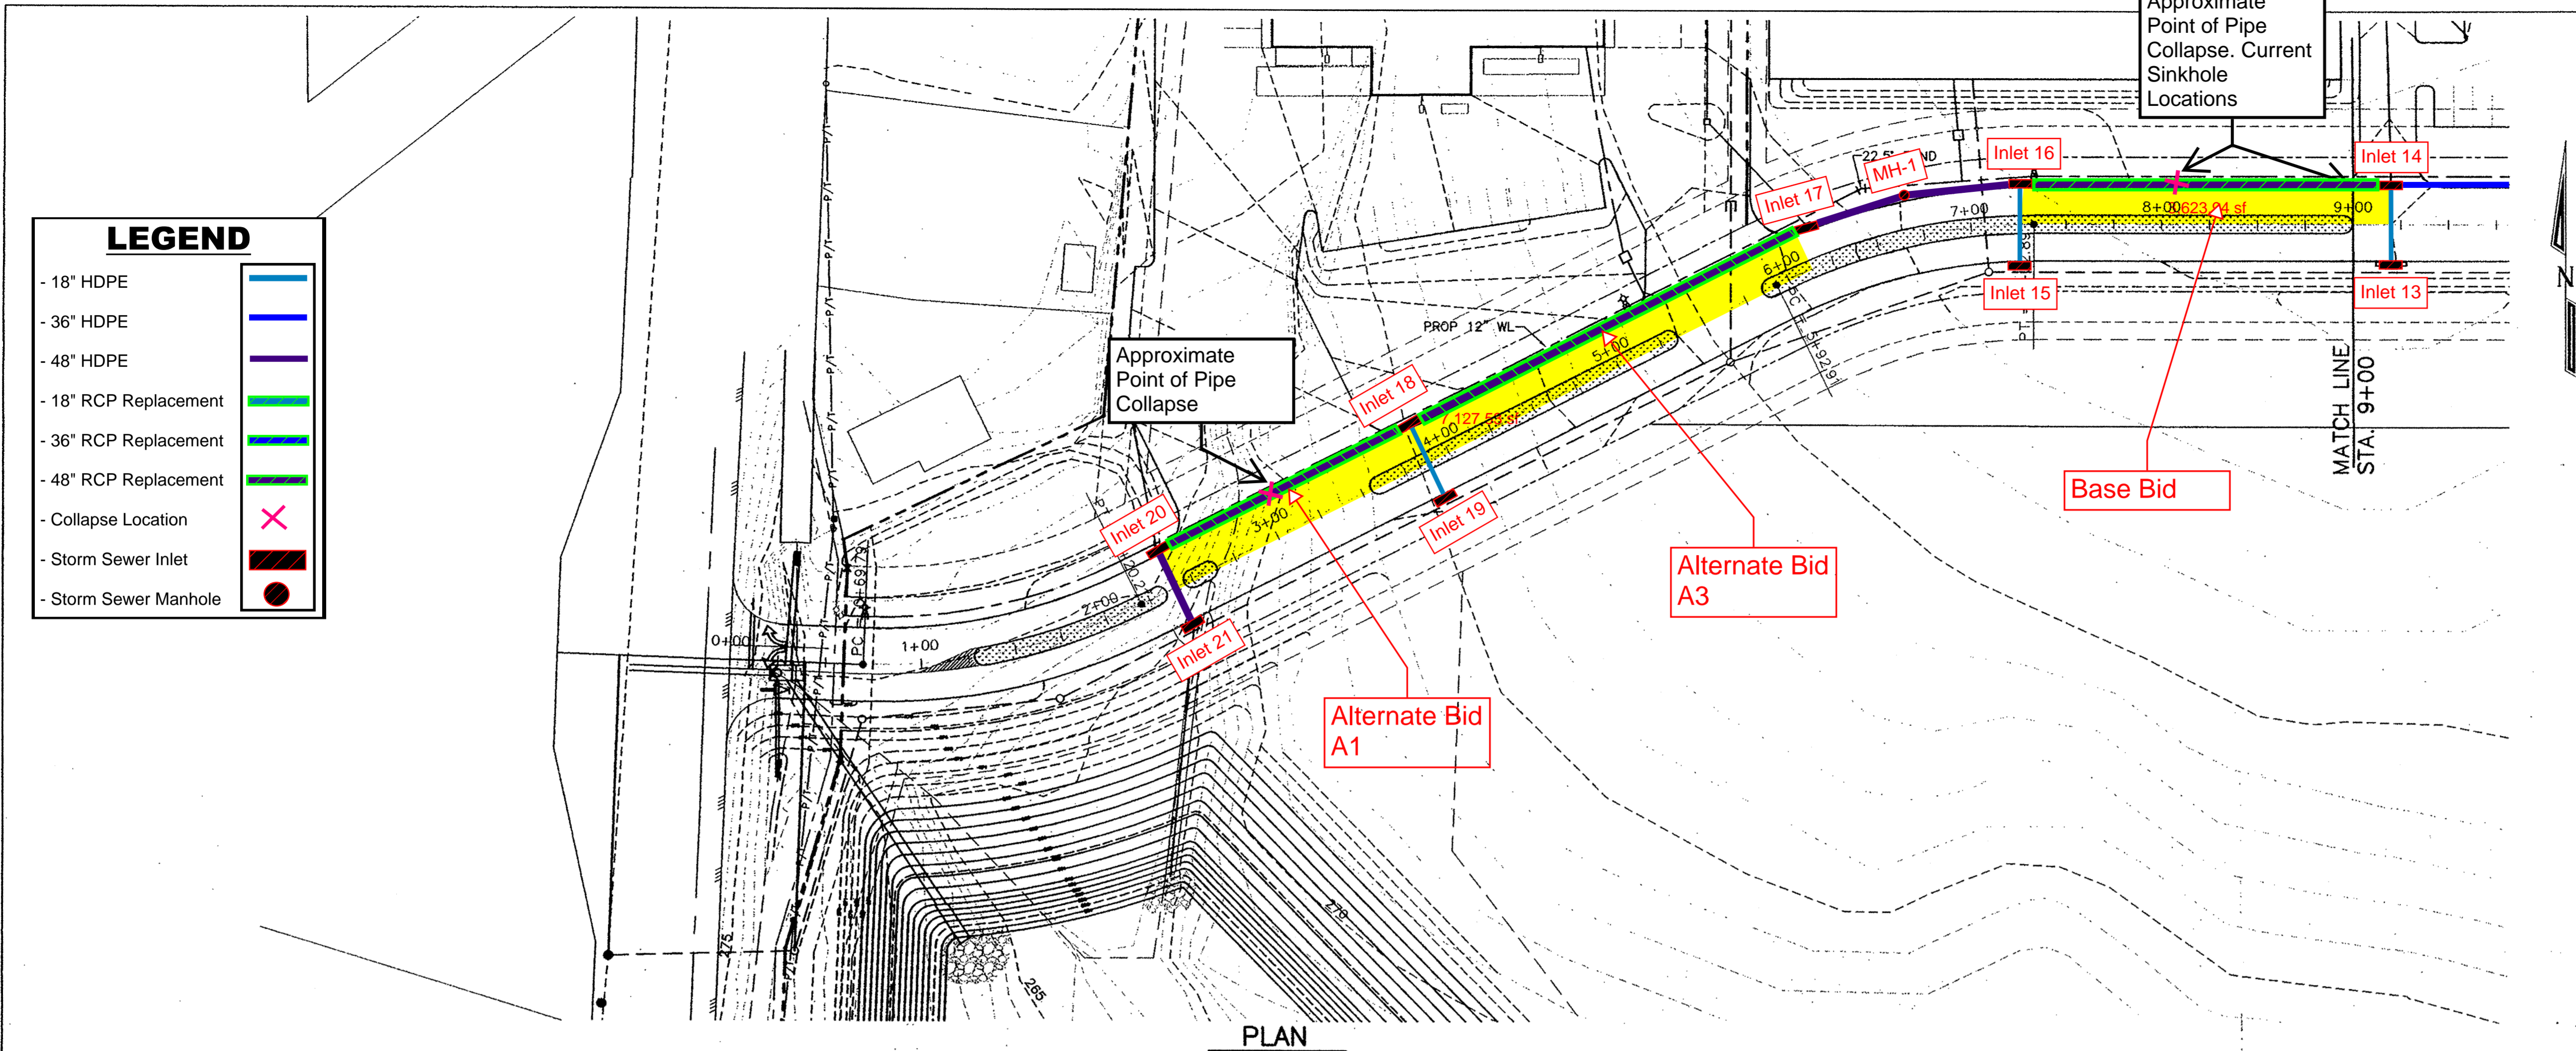 Approximate
Point of Pipe
Collapse. Current
Sinkhole
Locations
LEGEND
- 18" HDPE
- 36" HDPE
- 48" HDPE
- 18" RCP Replacement
- 36" RCP Replacement
- 48" RCP Replacement
- Collapse Location
- Storm Sewer Inlet
- Storm Sewer Manhole
Inlet 16
Inlet 14
MH-1
Inlet 17
7+00
8+00
9+00
6+00
Inlet 15
Inlet 13
N
PROP 12" WL
5+00
MATCH LINE
STA. 9+00
Approximate
Point of Pipe
Collapse
Inlet 18
4+00
Base Bid
Inlet 19
3+00
Inlet 20
Alternate Bid
A3
2+00
0+00
1+00
Inlet 21
Alternate Bid
A1
P/T
P/T
P/T
P/T
275
270
265
PLAN